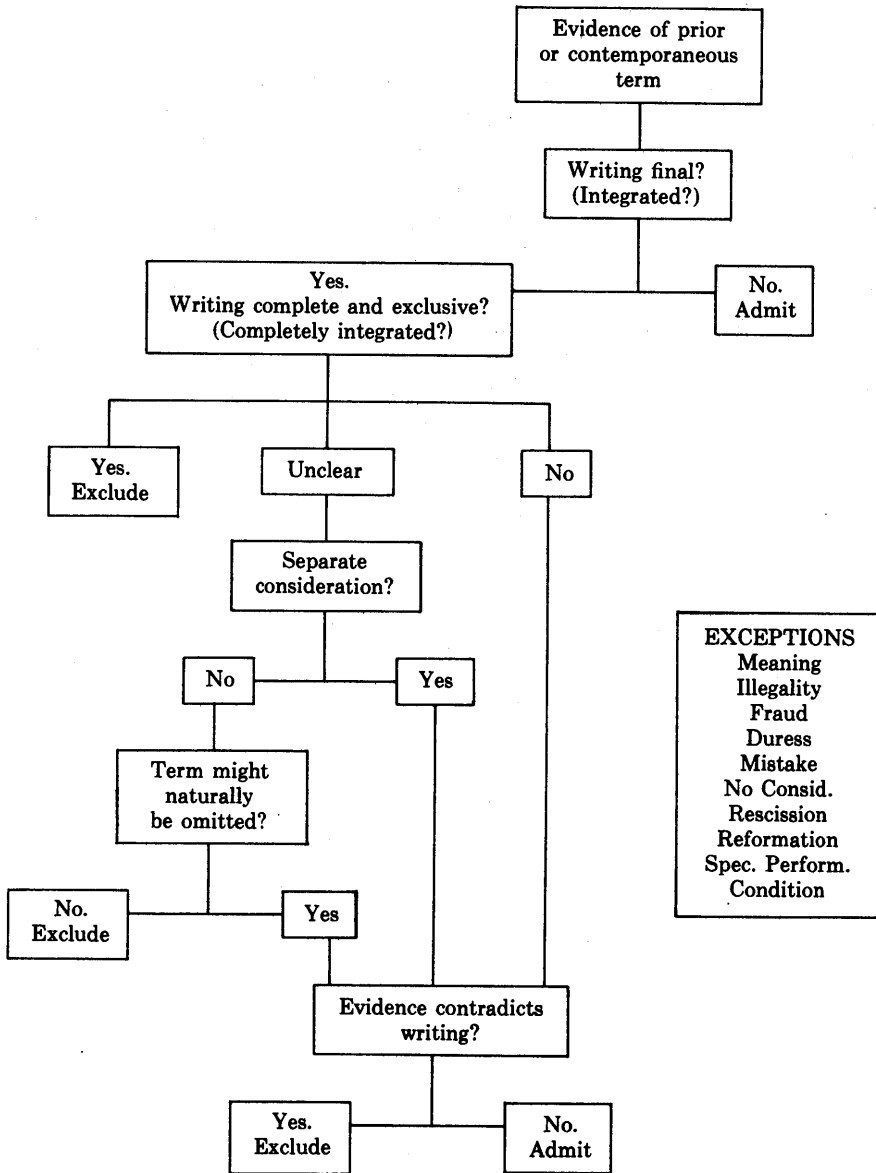 Evidence of prior
or contemporaneous
term
Writing final?
(Integrated?)
Yes.
Writing complete and exclusive?
(Completely integrated?)
No.
Admit
Yes.
Exclude
Unclear
No
Separate
consideration?
No
Yes
Term might
naturally
be omitted?
No.
Exclude
Yes
Evidence contradicts
writing?
Yes.
Exclude
No.
Admit
EXCEPTIONS
Meaning
Illegality
Fraud
Duress
Mistake
No Consid.
Rescission
Reformation
Spec. Perform.
Condition